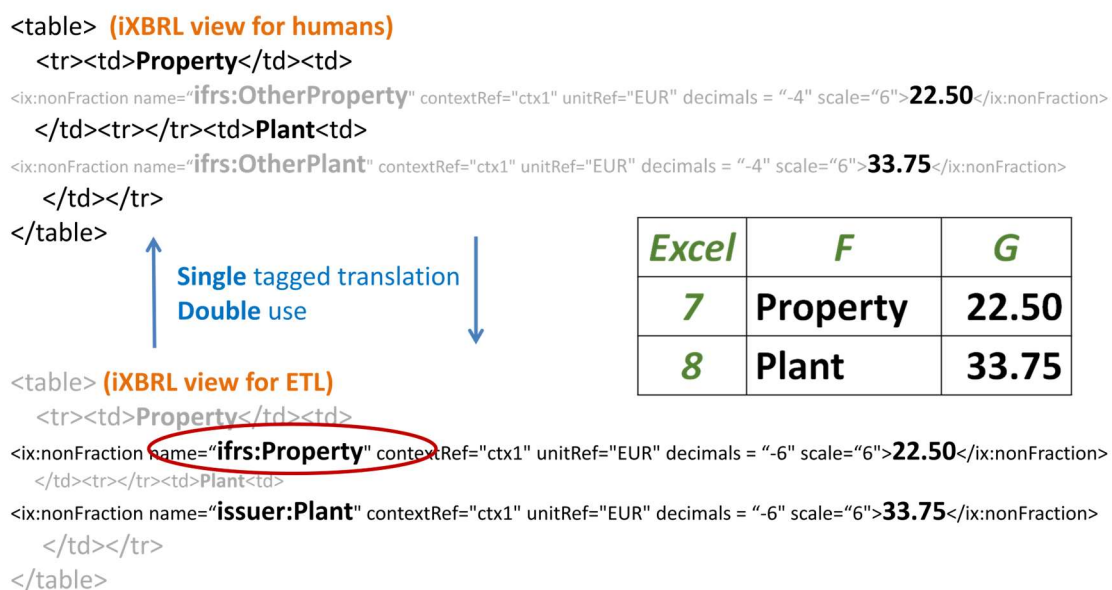 <table> (iXBRL view for humans)
<tr><td>Property</td><td>
<ix:nonFraction name=“ifrs:OtherProperty" contextRef="ctx1" unitRef="EUR" decimals = “-4" scale=“6">22.50</ix:nonFraction>
</td><tr></tr><td>Plant<td>
<ix:nonFraction name=“ifrs:OtherPlant" contextRef="ctx1" unitRef="EUR" decimals = “-4" scale=“6">33.75</ix:nonFraction>
</td></tr>
</table>
Single tagged translation
Double use
Excel F G
7 Property 22.50
8 Plant 33.75
<table> (iXBRL view for ETL)
<tr><td>Property</td><td>
<ix:nonFraction name=“ifrs:Property" contextRef="ctx1" unitRef="EUR" decimals = “-6" scale=“6">22.50</ix:nonFraction>
</td><tr></tr><td>Plant<td>
<ix:nonFraction name=“issuer:Plant" contextRef="ctx1" unitRef="EUR" decimals = “-6" scale=“6">33.75</ix:nonFraction>
</td></tr>
</table>